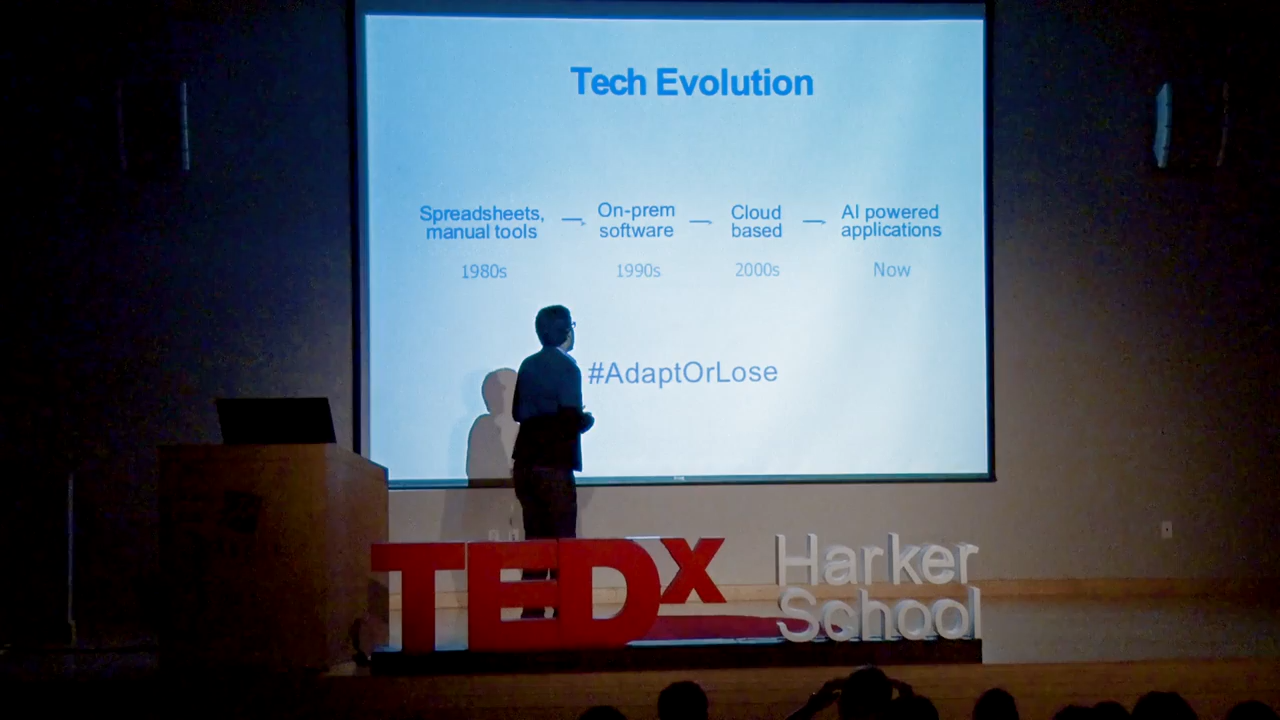 Tech Evolution
Spreadsheets,
manual tools
→
On-prem
software
→
Cloud
based
→
AI powered
applications
1980s
1990s
2000s
Now
#AdaptOrLose
TEDx
Harker
School